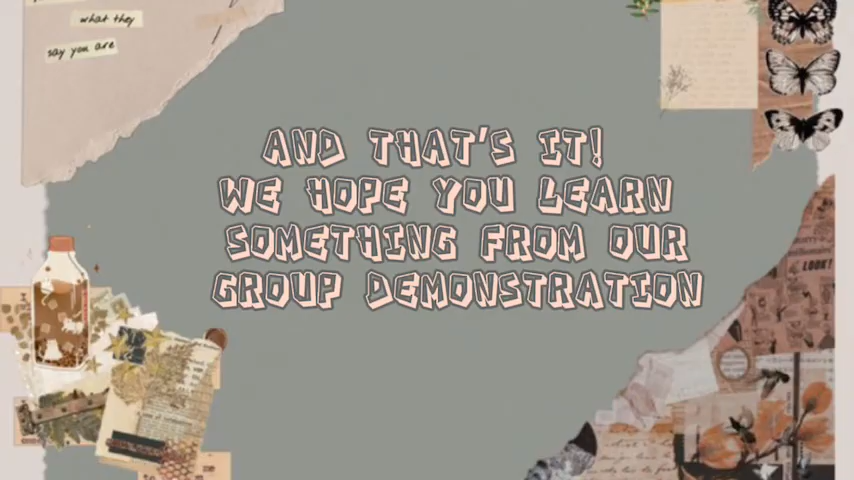 what they
say you are
AND THAT'S IT!
WE HOPE YOU LEARN
SOMETHING FROM OUR
GROUP DEMONSTRATION
LOOK!